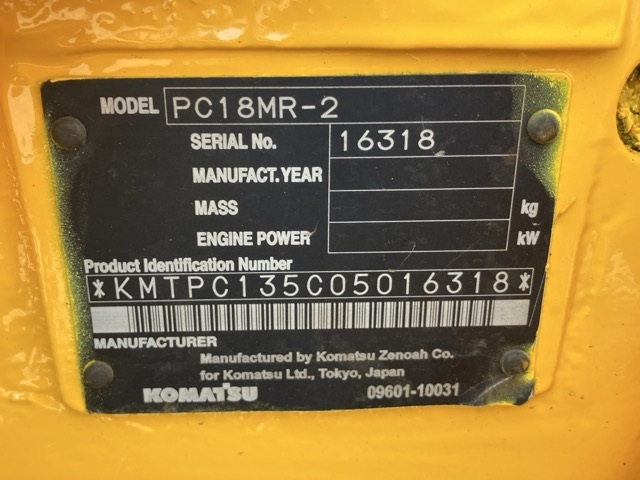 MODEL PC18MR-2
SERIAL No. 16318
MANUFACT.YEAR
MASS kg
ENGINE POWER kW
Product Identification Number
*KMTPC135C05016318*
MANUFACTURER
Manufactured by Komatsu Zenoah Co.
for Komatsu Ltd., Tokyo, Japan
KOMATSU 09601-10031